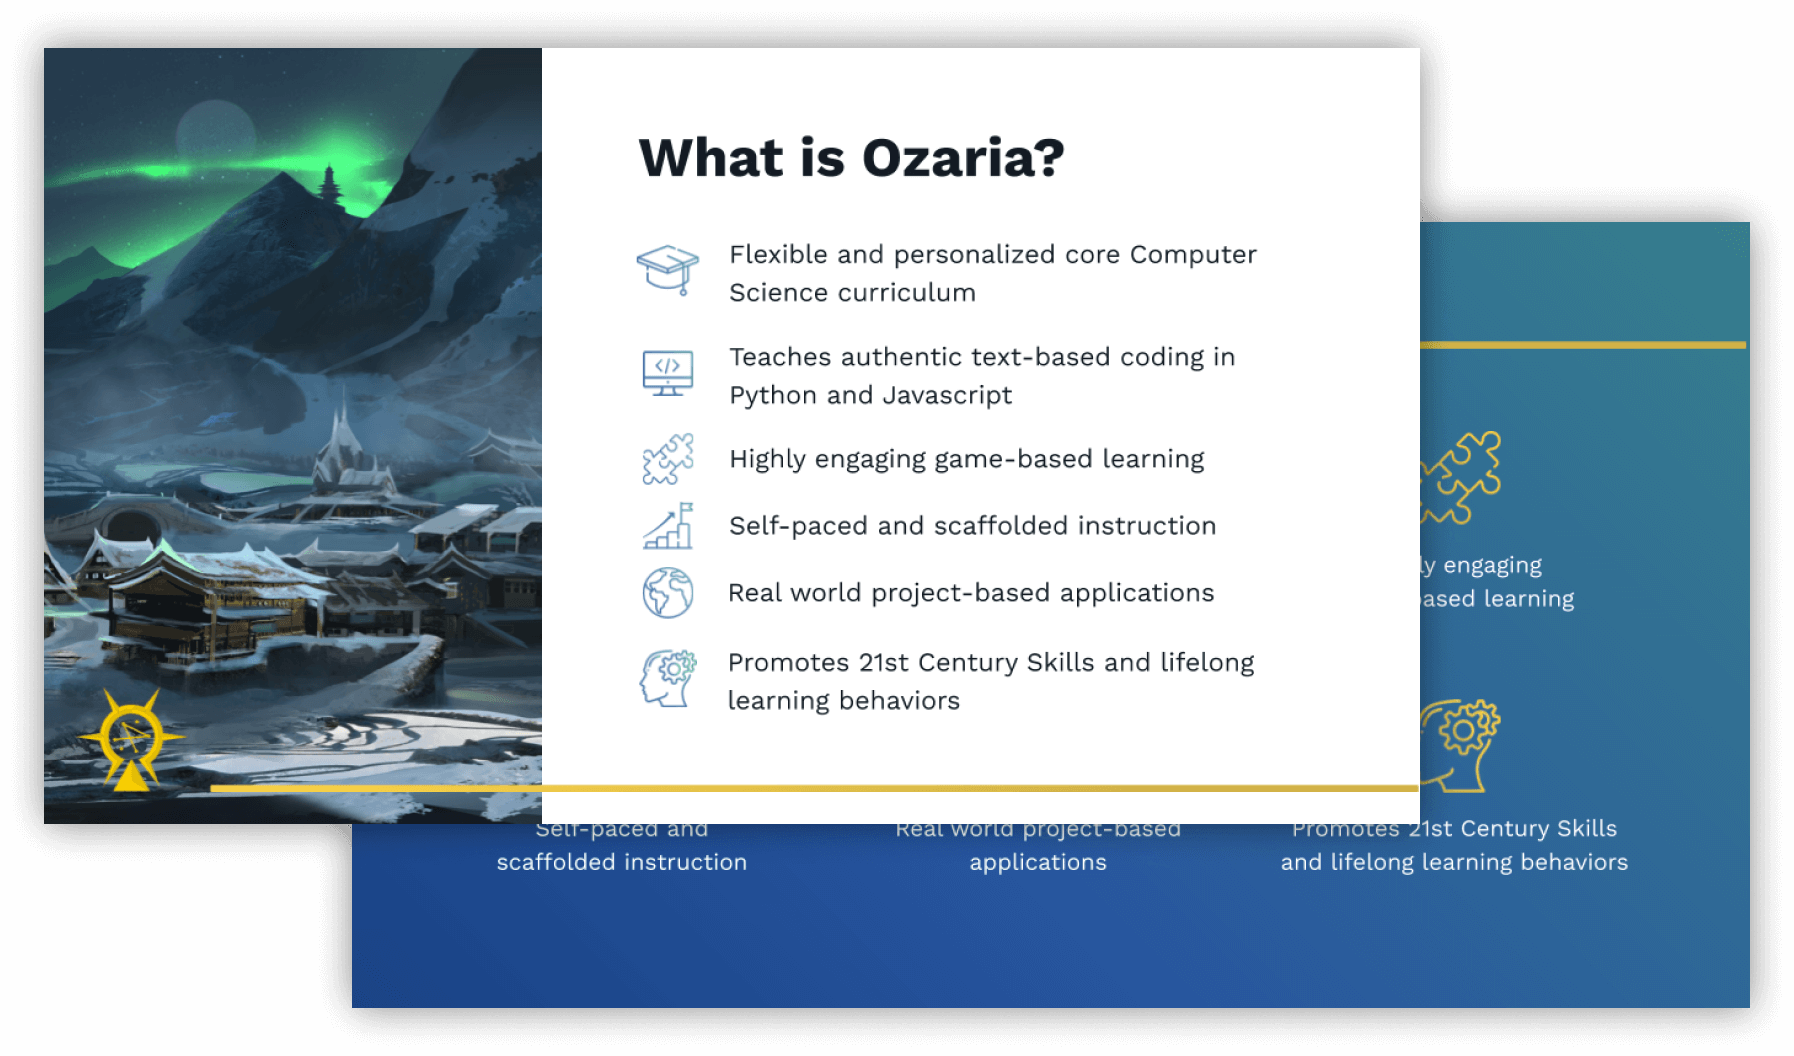 What is Ozaria?
Flexible and personalized core Computer
Science curriculum
Teaches authentic text-based coding in
Python and Javascript
Highly engaging game-based learning
Self-paced and scaffolded instruction
Real world project-based applications
Promotes 21st Century Skills and lifelong
learning behaviors
ly engaging
ased learning
Self-paced and
scaffolded instruction
Real world project-based
applications
Promotes 21st Century Skills
and lifelong learning behaviors